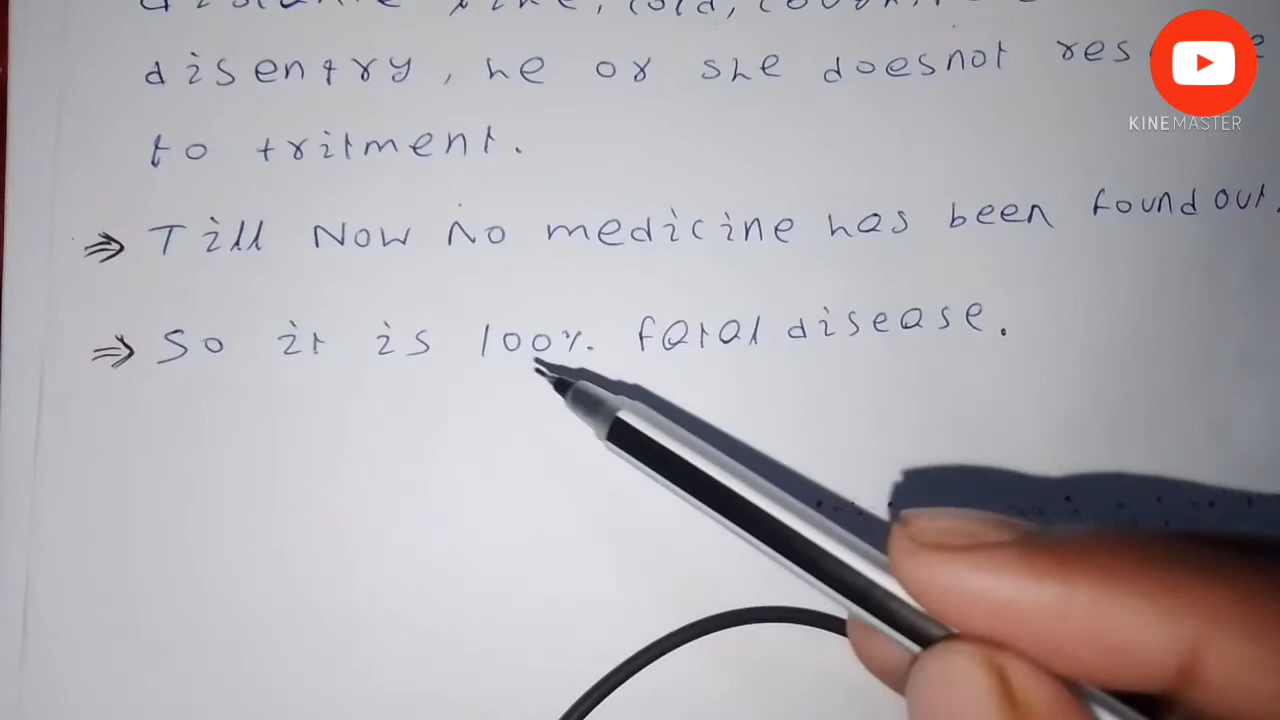 disentry, he or she doesnot
to tritment.
⇒ Till Now No medicine has been found out.
⇒ So it is 100% fatal disease.
KINEMASTER